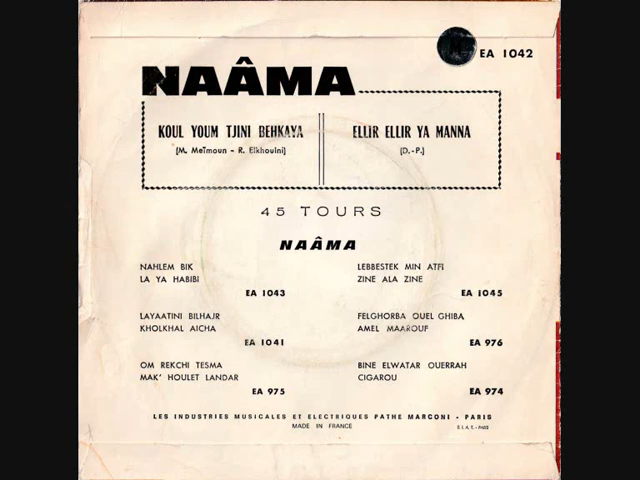 EA 1042
NAÂMA
KOUL YOUM TJINI BEHKAYA
(M. Meïmoun - R. Elkhouini)
ELLIR ELLIR YA MANNA
(D.-P.)
45 TOURS
NAÂMA
NAHLEM BIK
LA YA HABIBI
EA 1043
LEBBESTEK MIN ATFI
ZINE ALA ZINE
EA 1045
LAYAATINI BILHAJR
KHOLKHAL AICHA
EA 1041
FELGHORBA OUEL GHIBA
AMEL MAAROUF
EA 976
OM REKCHI TESMA
MAK' HOULET LANDAR
EA 975
BINE ELWATAR OUERRAH
CIGAROU
EA 974
LES INDUSTRIES MUSICALES ET ELECTRIQUES PATHE MARCONI - PARIS
MADE IN FRANCE